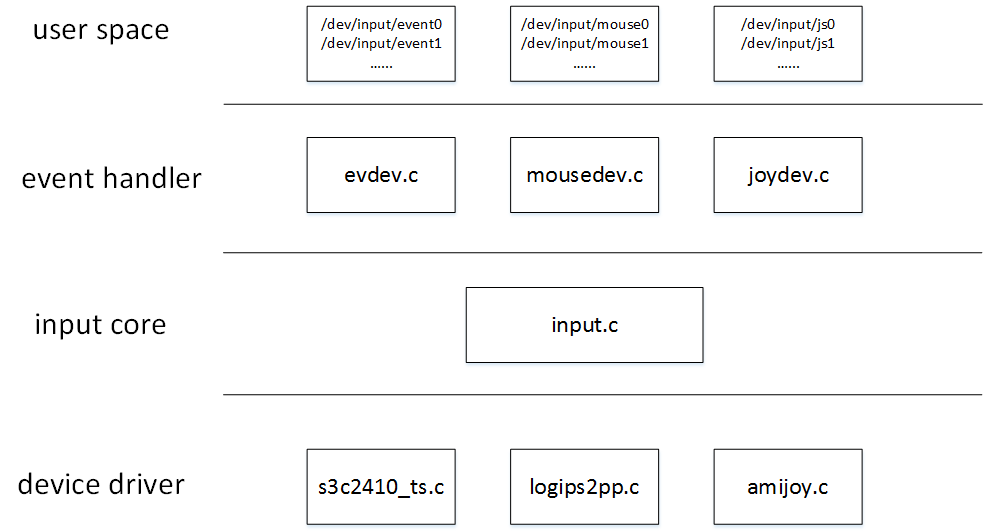 user space
/dev/input/event0
/dev/input/event1
......
/dev/input/mouse0
/dev/input/mouse1
......
/dev/input/js0
/dev/input/js1
......
event handler
evdev.c
mousedev.c
joydev.c
input core
input.c
device driver
s3c2410_ts.c
logips2pp.c
amijoy.c